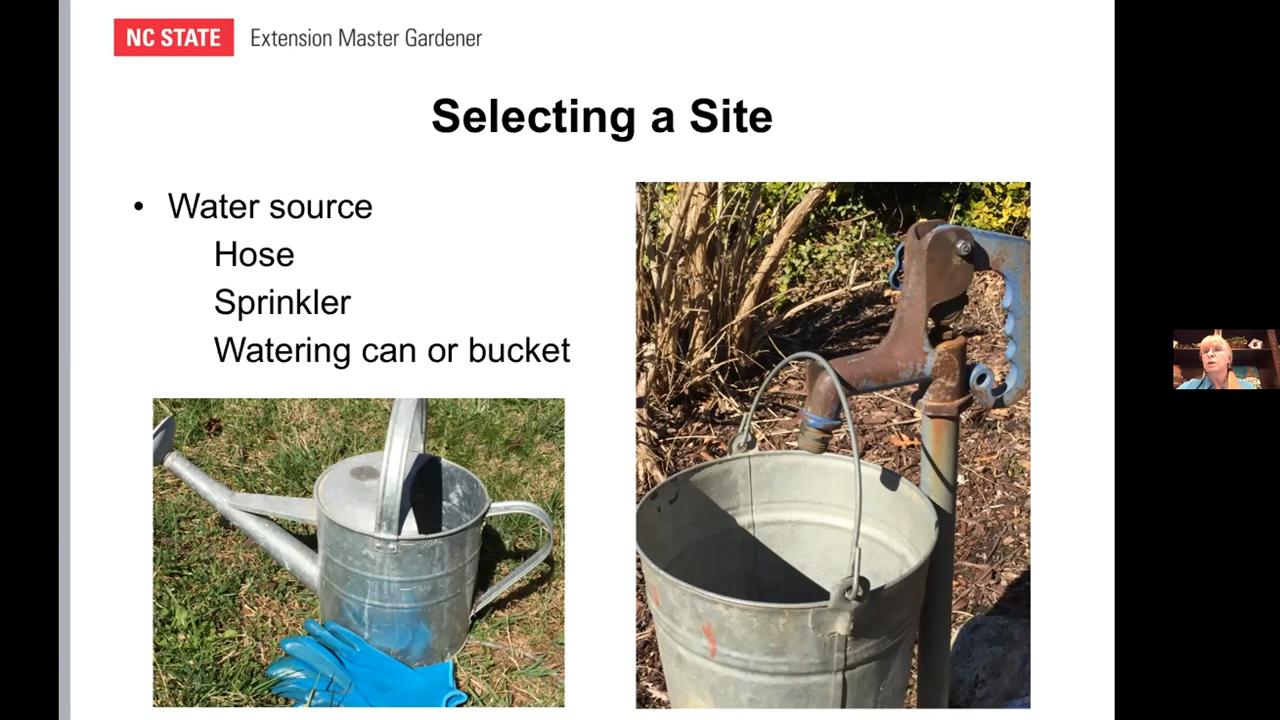 NC STATE Extension Master Gardener
Selecting a Site
• Water source
Hose
Sprinkler
Watering can or bucket